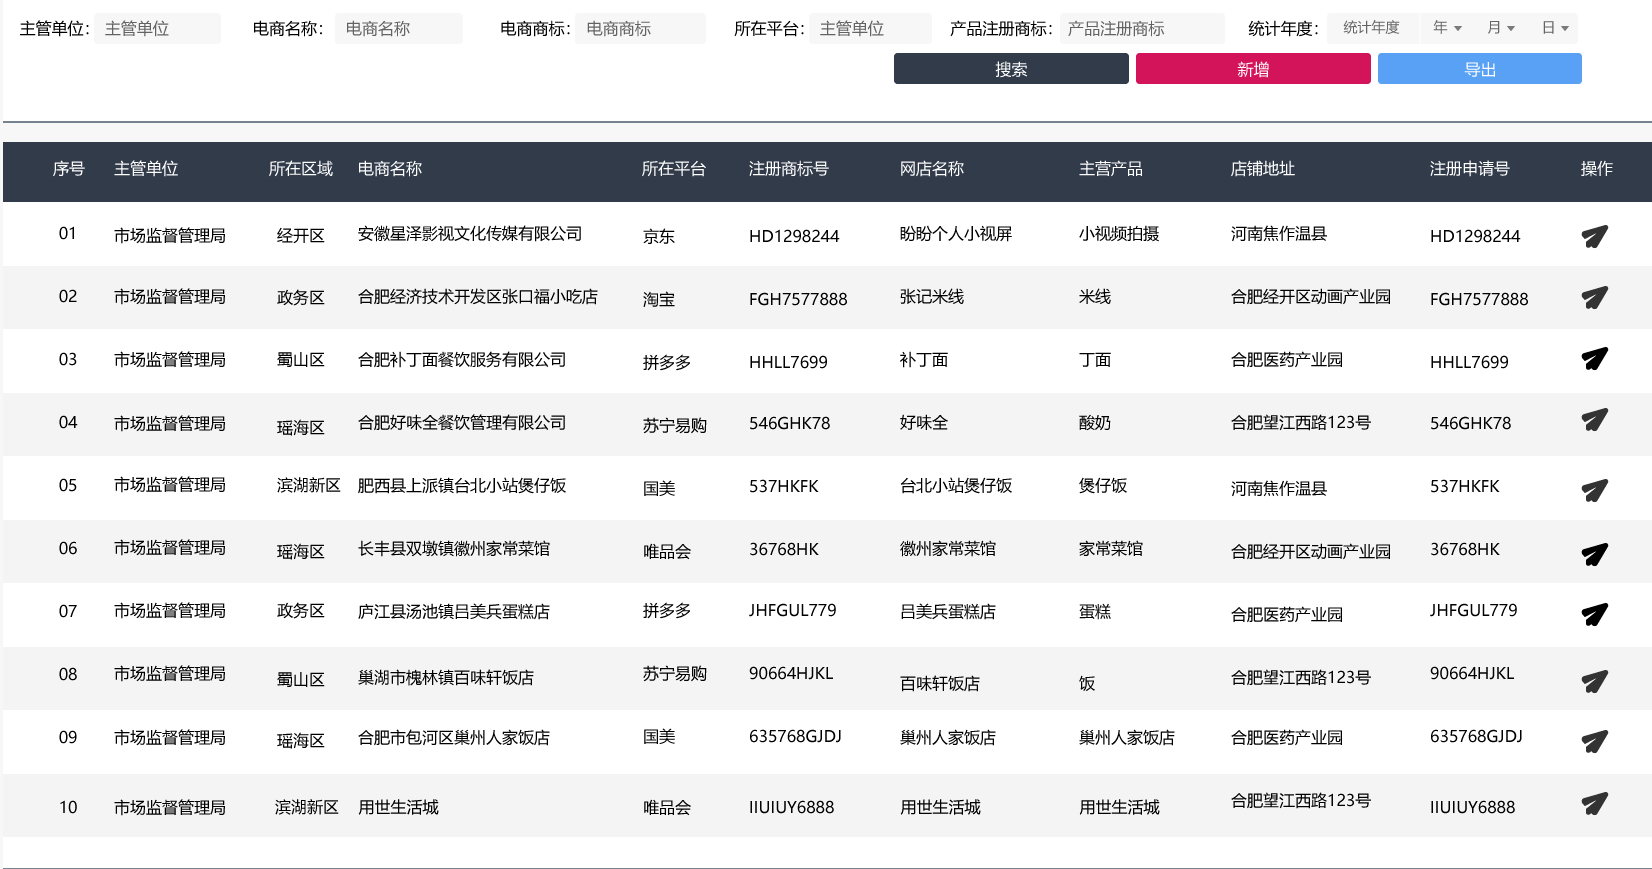 主管单位： 主管单位 电商名称： 电商名称 电商商标： 电商商标 所在平台： 主管单位 产品注册商标： 产品注册商标 统计年度： 统计年度 年 月 日
搜索 新增 导出
序号 主管单位 所在区域 电商名称 所在平台 注册商标号 网店名称 主营产品 店铺地址 注册申请号 操作
01 市场监督管理局 经开区 安徽星泽影视文化传媒有限公司 京东 HD1298244 盼盼个人小视屏 小视频拍摄 河南焦作温县 HD1298244
02 市场监督管理局 政务区 合肥经济技术开发区张口福小吃店 淘宝 FGH7577888 张记米线 米线 合肥经开区动画产业园 FGH7577888
03 市场监督管理局 蜀山区 合肥补丁面餐饮服务有限公司 拼多多 HHLL7699 补丁面 丁面 合肥医药产业园 HHLL7699
04 市场监督管理局 瑶海区 合肥好味全餐饮管理有限公司 苏宁易购 546GHK78 好味全 酸奶 合肥望江西路123号 546GHK78
05 市场监督管理局 滨湖新区 肥西县上派镇台北小站煲仔饭 国美 537HKFK 台北小站煲仔饭 煲仔饭 河南焦作温县 537HKFK
06 市场监督管理局 瑶海区 长丰县双墩镇徽州家常菜馆 唯品会 36768HK 徽州家常菜馆 家常菜馆 合肥经开区动画产业园 36768HK
07 市场监督管理局 政务区 庐江县汤池镇吕美兵蛋糕店 拼多多 JHFGUL779 吕美兵蛋糕店 蛋糕 合肥医药产业园 JHFGUL779
08 市场监督管理局 蜀山区 巢湖市槐林镇百味轩饭店 苏宁易购 90664HJKL 百味轩饭店 饭 合肥望江西路123号 90664HJKL
09 市场监督管理局 瑶海区 合肥市包河区巢州人家饭店 国美 635768GJDJ 巢州人家饭店 巢州人家饭店 合肥医药产业园 635768GJDJ
10 市场监督管理局 滨湖新区 用世生活城 唯品会 IIUIUY6888 用世生活城 用世生活城 合肥望江西路123号 IIUIUY6888